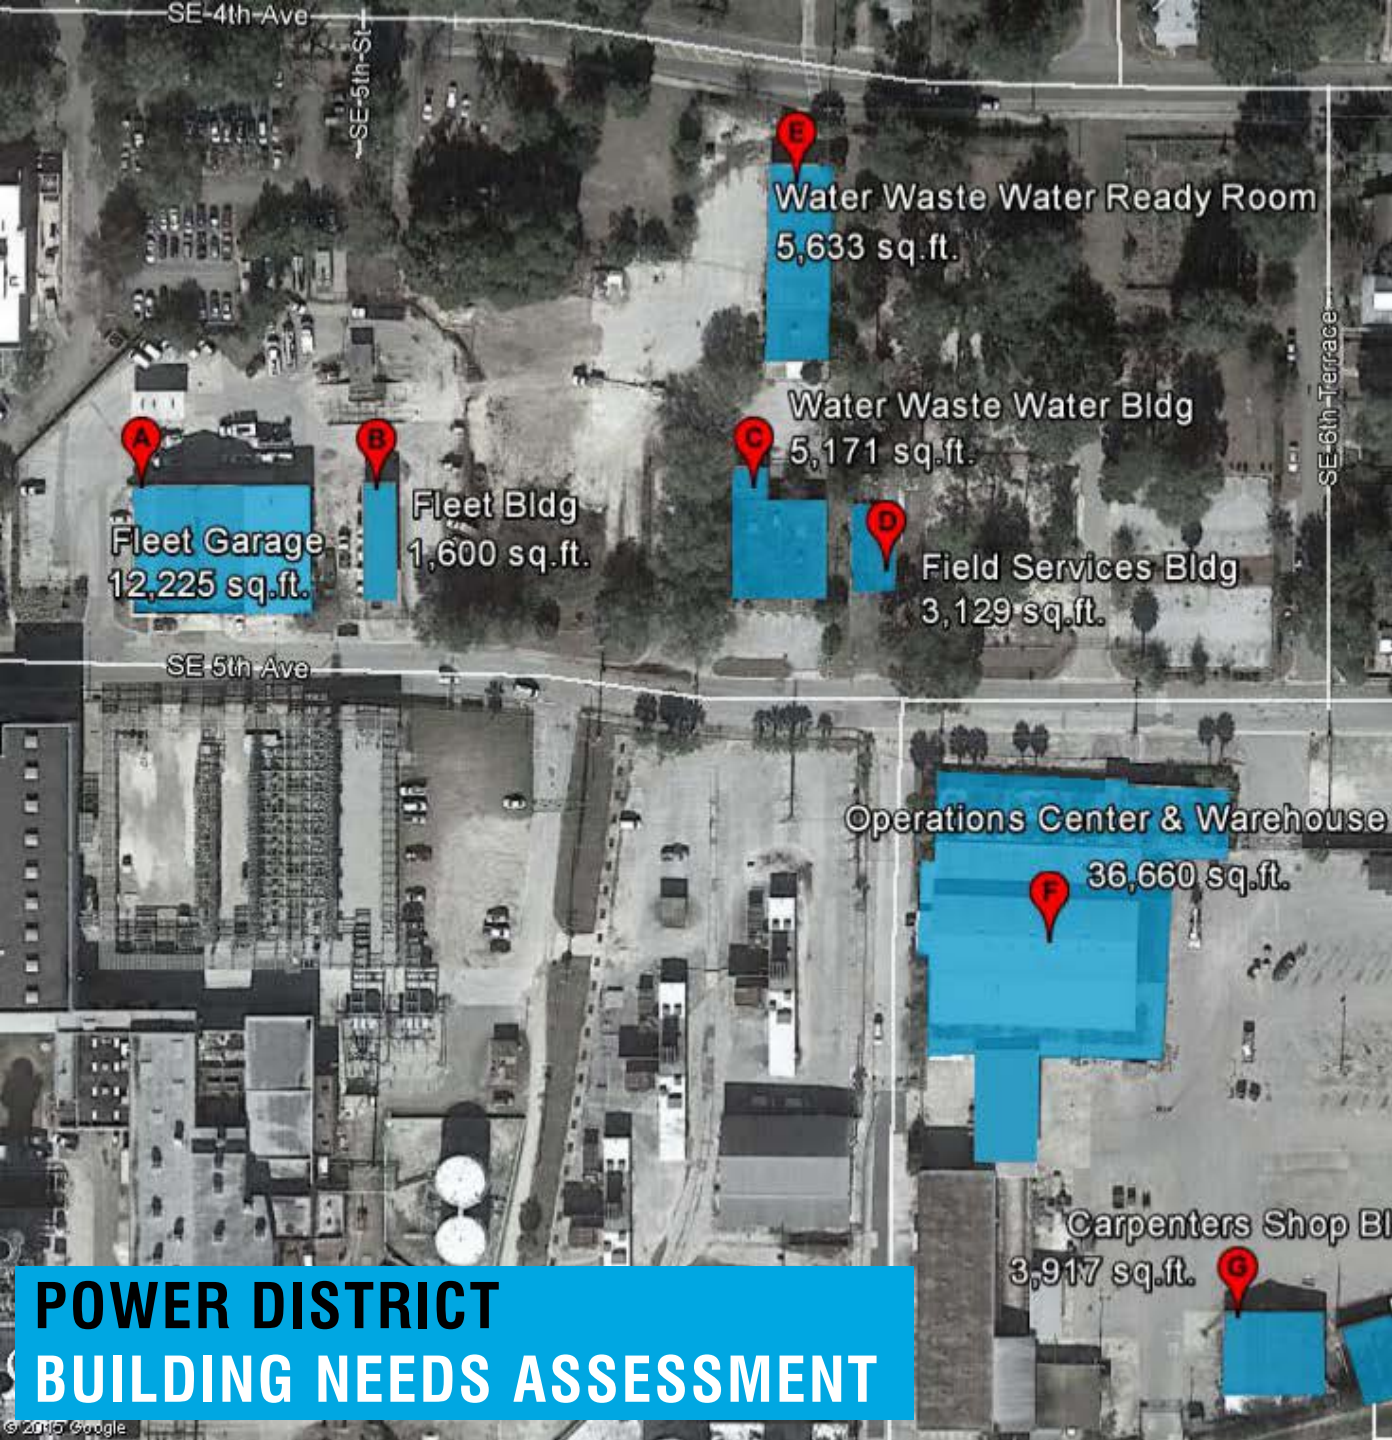 SE 4th Ave
SE 5th St
E
Water Waste Water Ready Room
5,633 sq.ft.
SE 6th Terrace
A
B
C
Water Waste Water Bldg
5,171 sq.ft.
Fleet Bldg
1,600 sq.ft.
D
Fleet Garage
12,225 sq.ft.
Field Services Bldg
3,129 sq.ft.
SE 5th Ave
Operations Center & Warehouse
36,660 sq.ft.
F
Carpenters Shop Bl
3,917 sq.ft.
G
POWER DISTRICT
BUILDING NEEDS ASSESSMENT
© 2015 Google